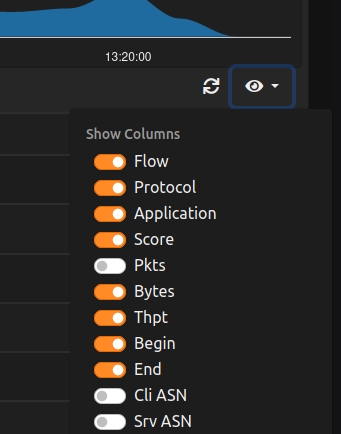 13:20:00
Show Columns
Flow
Protocol
Application
Score
Pkts
Bytes
Thpt
Begin
End
Cli ASN
Srv ASN